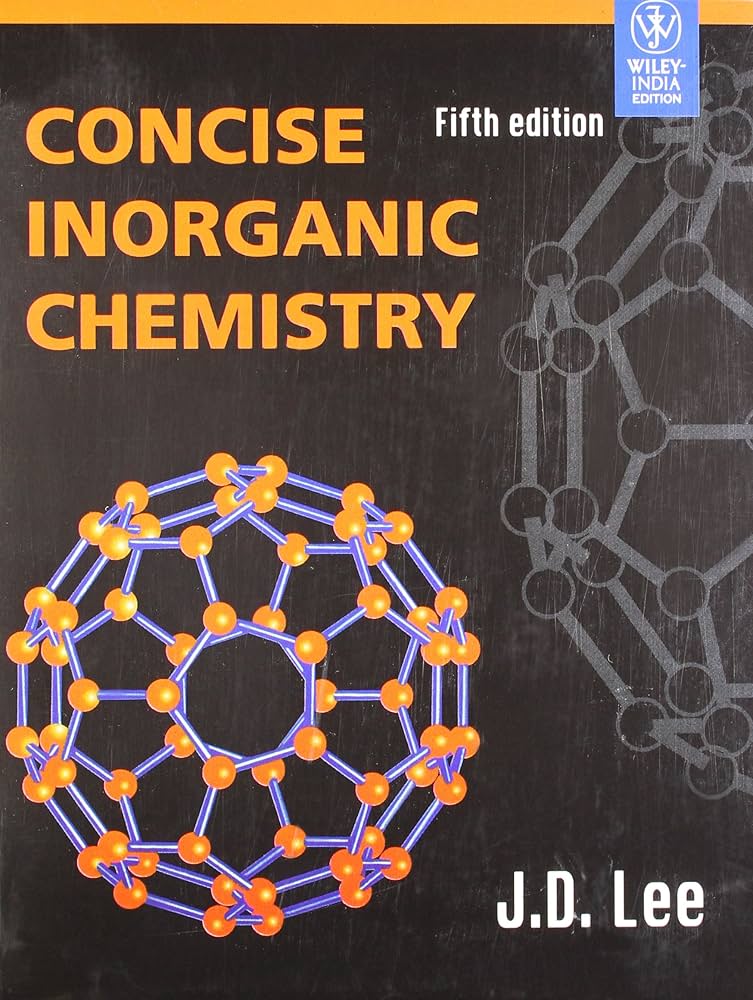 WILEY-
INDIA
EDITION
Fifth edition
CONCISE
INORGANIC
CHEMISTRY
J.D. Lee